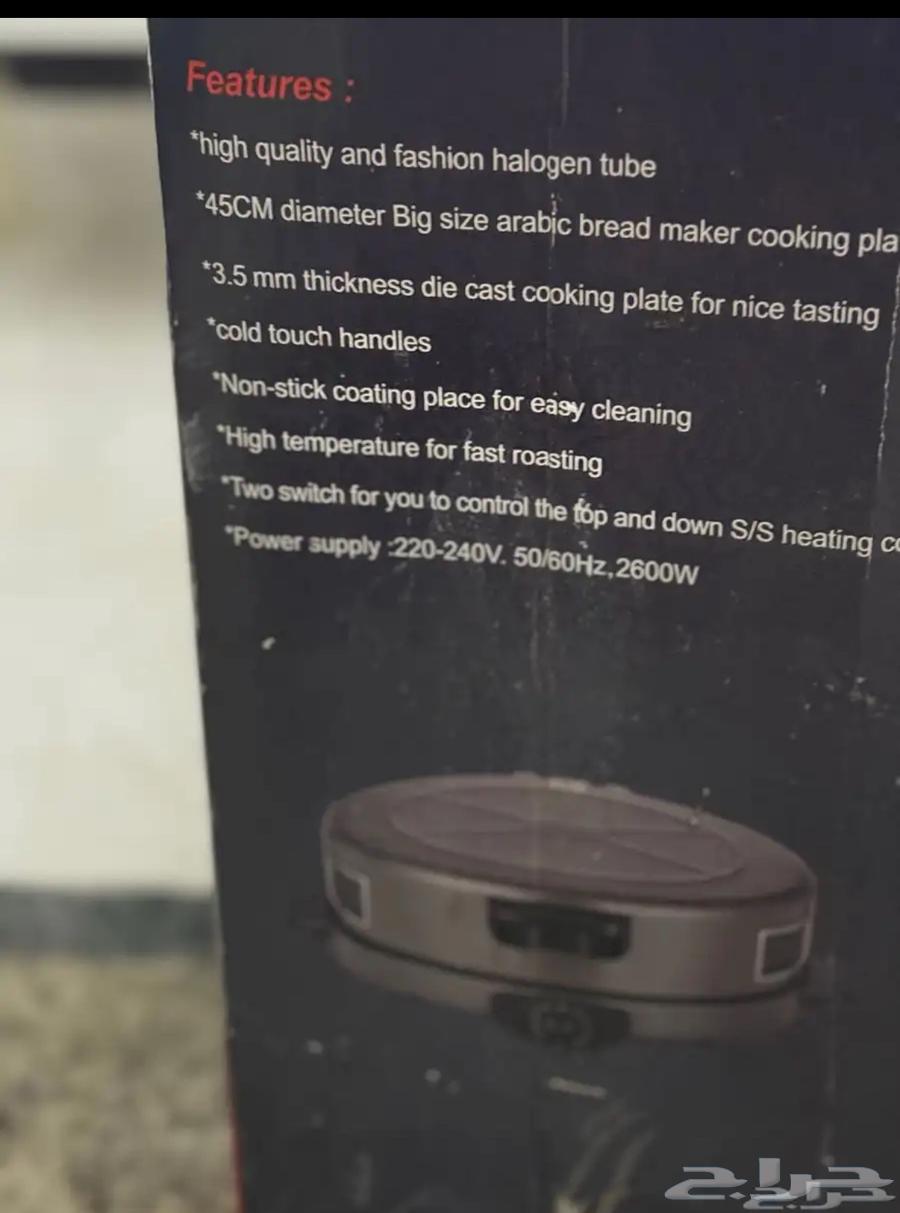 Features :
*high quality and fashion halogen tube
*45CM diameter Big size arabic bread maker cooking pla
*3.5 mm thickness die cast cooking plate for nice tasting
*cold touch handles
*Non-stick coating place for easy cleaning
*High temperature for fast roasting
*Two switch for you to control the top and down S/S heating co
*Power supply :220-240V. 50/60Hz,2600W
حراج